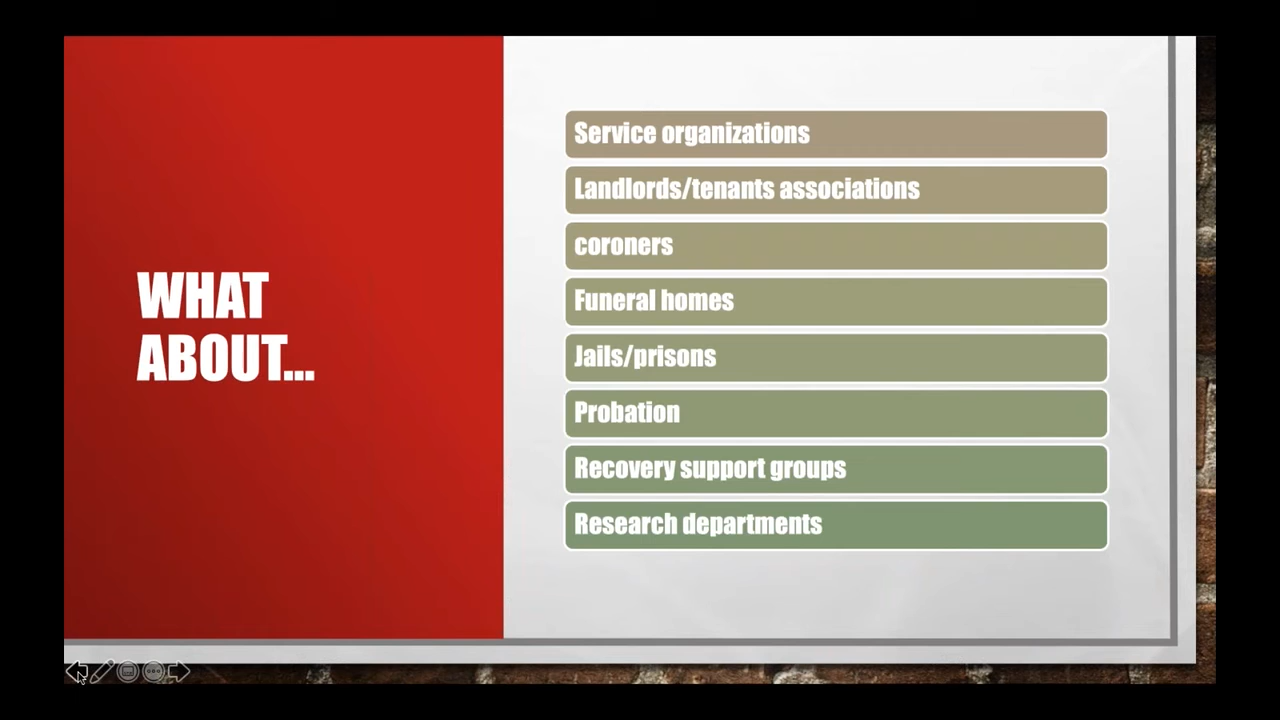 WHAT
ABOUT...
Service organizations
Landlords/tenants associations
coroners
Funeral homes
Jails/prisons
Probation
Recovery support groups
Research departments